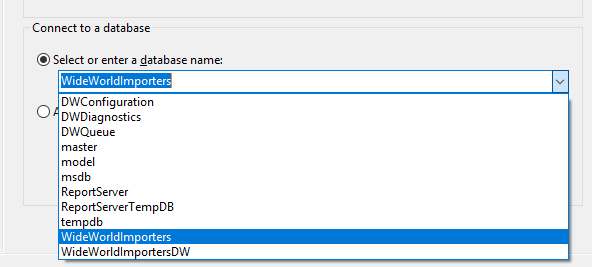 Connect to a database
Select or enter a database name:
WideWorldImporters
DWConfiguration
DWDiagnostics
DWQueue
master
model
msdb
ReportServer
ReportServerTempDB
tempdb
WideWorldImporters
WideWorldImportersDW